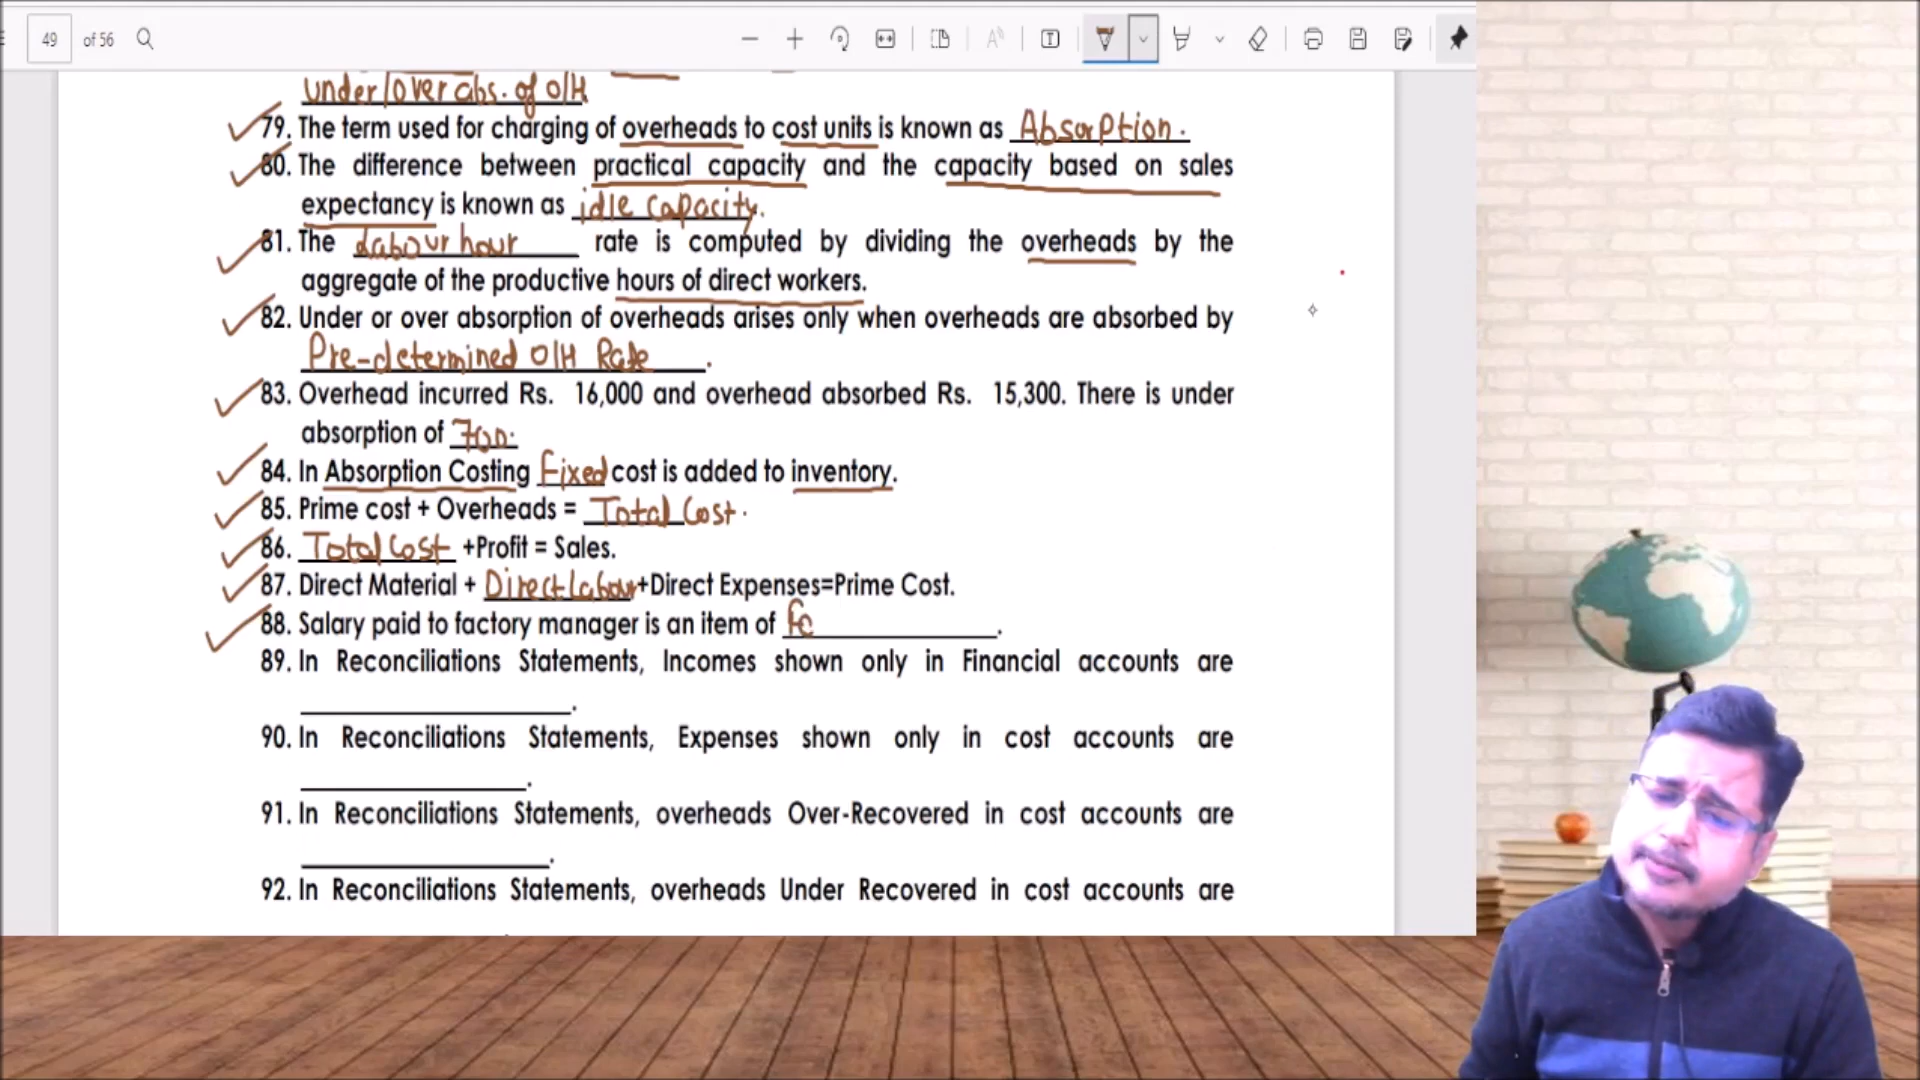 49 of 56
under/over abs. of O/H
79. The term used for charging of overheads to cost units is known as Absorption.
80. The difference between practical capacity and the capacity based on sales
expectancy is known as idle capacity.
81. The Labour hour rate is computed by dividing the overheads by the
aggregate of the productive hours of direct workers.
82. Under or over absorption of overheads arises only when overheads are absorbed by
Pre-determined O/H Rate.
83. Overhead incurred Rs. 16,000 and overhead absorbed Rs. 15,300. There is under
absorption of 700.
84. In Absorption Costing fixed cost is added to inventory.
85. Prime cost + Overheads = Total Cost.
86. Total Cost +Profit = Sales.
87. Direct Material + Direct Labour +Direct Expenses=Prime Cost.
88. Salary paid to factory manager is an item of fc____________.
89. In Reconciliations Statements, Incomes shown only in Financial accounts are
____________.
90. In Reconciliations Statements, Expenses shown only in cost accounts are
____________.
91. In Reconciliations Statements, overheads Over-Recovered in cost accounts are
____________.
92. In Reconciliations Statements, overheads Under Recovered in cost accounts are